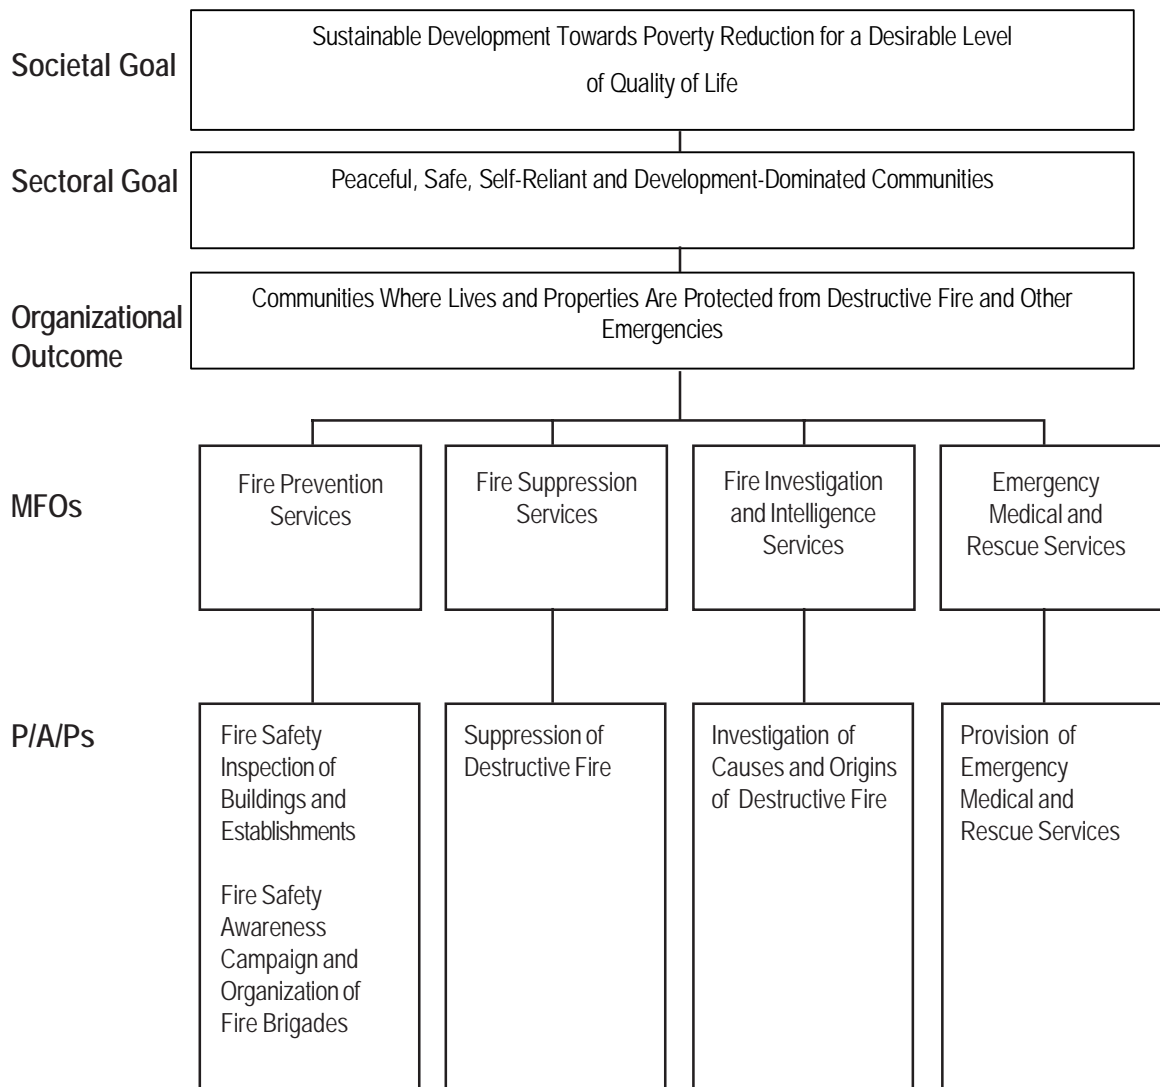 Societal Goal
Sustainable Development Towards Poverty Reduction for a Desirable Level
of Quality of Life
Sectoral Goal
Peaceful, Safe, Self-Reliant and Development-Dominated Communities
Organizational
Outcome
Communities Where Lives and Properties Are Protected from Destructive Fire and Other
Emergencies
MFOs
Fire Prevention
Services
Fire Suppression
Services
Fire Investigation
and Intelligence
Services
Emergency
Medical and
Rescue Services
P/A/Ps
Fire Safety
Inspection of
Buildings and
Establishments
Fire Safety
Awareness
Campaign and
Organization of
Fire Brigades
Suppression of
Destructive Fire
Investigation of
Causes and Origins
of Destructive Fire
Provision of
Emergency
Medical and
Rescue Services